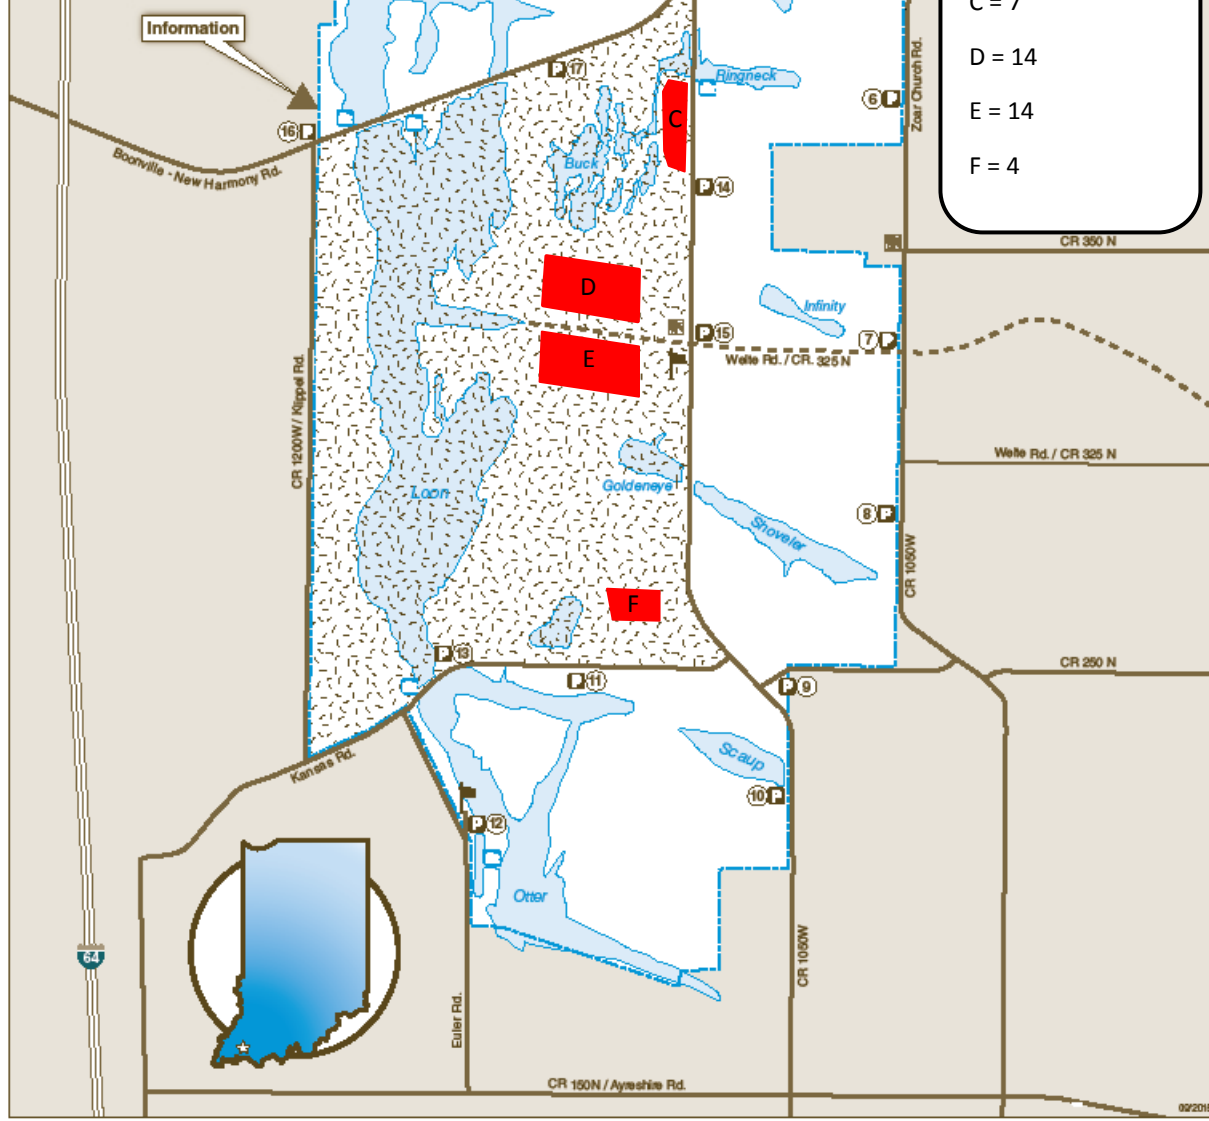 C = 7
D = 14
E = 14
F = 4
Information
17
Ringneck
6
Zoar Church Rd.
C
16
Boonville - New Harmony Rd.
Buck
14
CR 350 N
D
Infinity
15
7
Welte Rd. / CR. 325 N
E
CR 1200W / Klippel Rd.
Welte Rd. / CR 325 N
Goldeneye
Loon
8
Shoveler
CR 1050W
F
13
CR 250 N
11
9
Scaup
Kansas Rd.
10
12
Otter
64
CR 1050W
Euler Rd.
CR 150N / Ayreshire Rd.